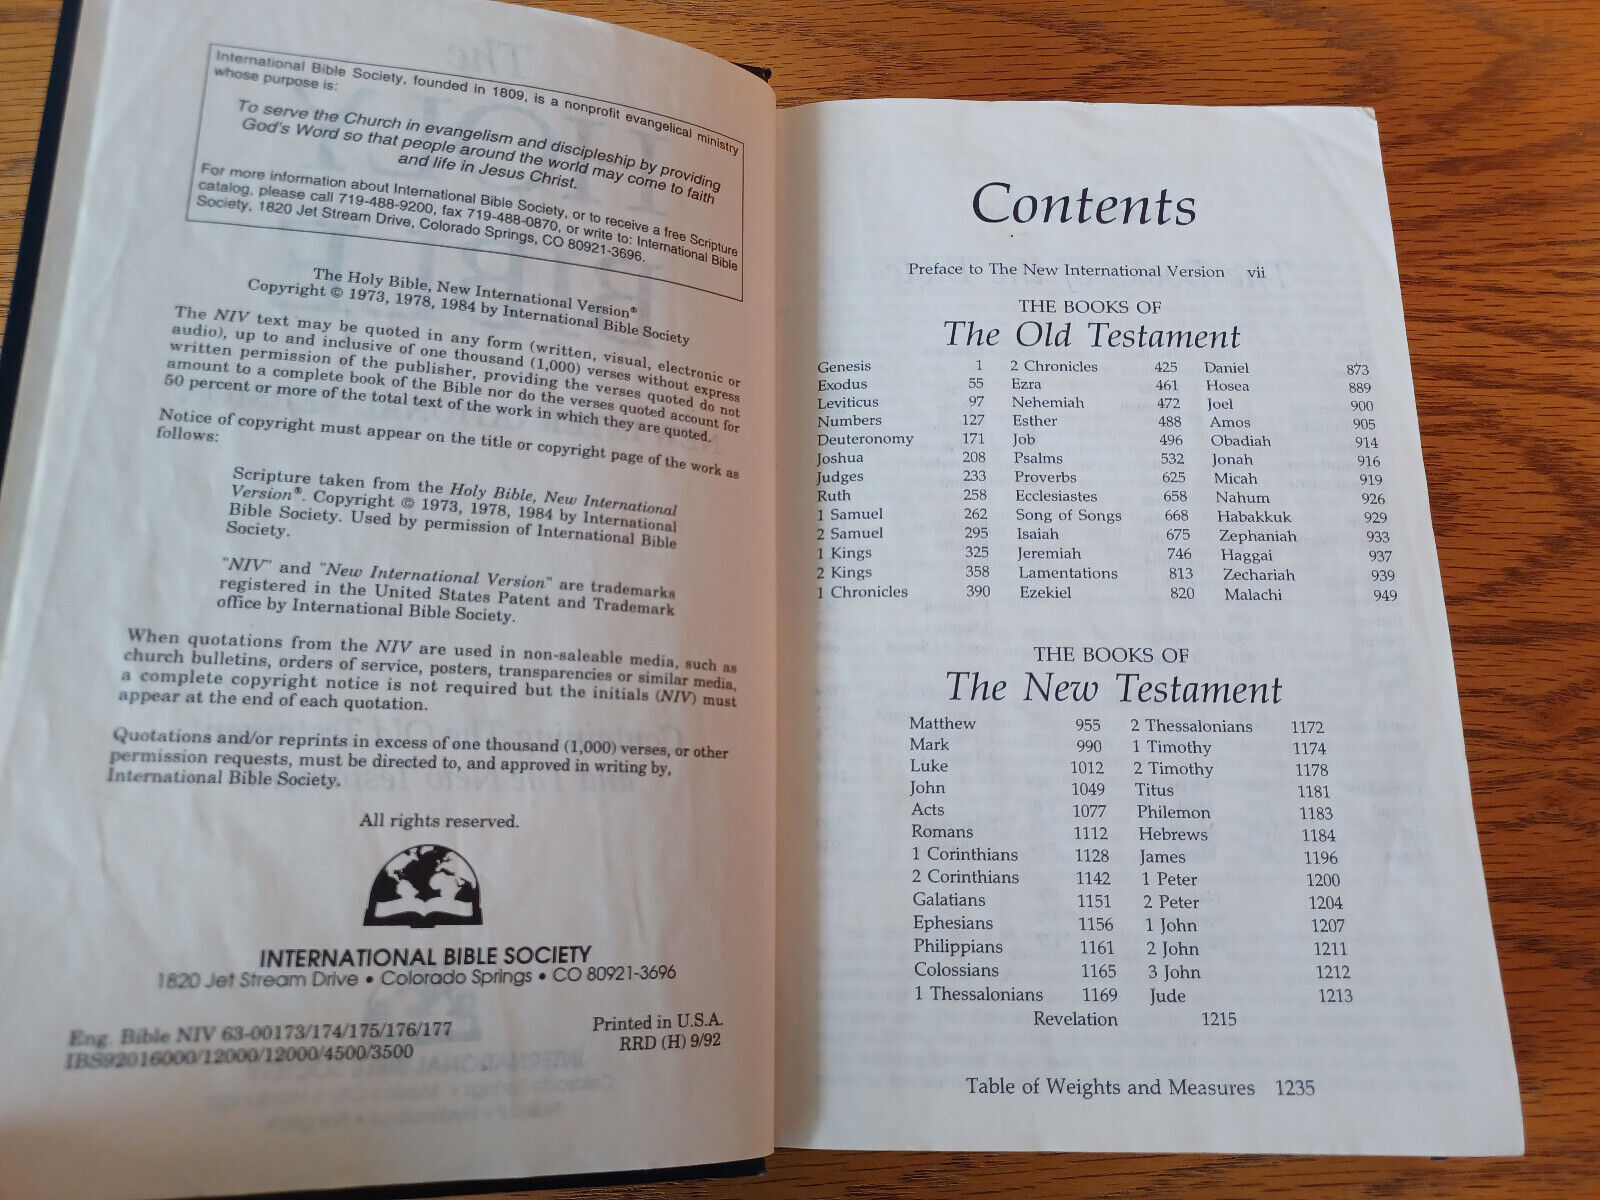 International Bible Society, founded in 1809, is a nonprofit evangelical ministry
whose purpose is:
To serve the Church in evangelism and discipleship by providing
God's Word so that people around the world may come to faith
and life in Jesus Christ.
For more information about International Bible Society, or to receive a free Scripture
catalog, please call 719-488-9200, fax 719-488-0870, or write to: International Bible
Society, 1820 Jet Stream Drive, Colorado Springs, CO 80921-3696.
The Holy Bible, New International Version®
Copyright © 1973, 1978, 1984 by International Bible Society
The NIV text may be quoted in any form (written, visual, electronic or
audio), up to and inclusive of one thousand (1,000) verses without express
written permission of the publisher, providing the verses quoted do not
amount to a complete book of the Bible nor do the verses quoted account for
50 percent or more of the total text of the work in which they are quoted.
Notice of copyright must appear on the title or copyright page of the work as
follows:
Scripture taken from the Holy Bible, New International
Version®. Copyright © 1973, 1978, 1984 by International
Bible Society. Used by permission of International Bible
Society.
"NIV" and "New International Version" are trademarks
registered in the United States Patent and Trademark
office by International Bible Society.
When quotations from the NIV are used in non-saleable media, such as
church bulletins, orders of service, posters, transparencies or similar media,
a complete copyright notice is not required but the initials (NIV) must
appear at the end of each quotation.
Quotations and/or reprints in excess of one thousand (1,000) verses, or other
permission requests, must be directed to, and approved in writing by,
International Bible Society.
All rights reserved.
INTERNATIONAL BIBLE SOCIETY
1820 Jet Stream Drive • Colorado Springs • CO 80921-3696
Eng. Bible NIV 63-00173/174/175/176/177
IBS92016000/12000/12000/4500/3500
Printed in U.S.A.
RRD (H) 9/92
Contents
Preface to The New International Version vii
THE BOOKS OF
The Old Testament
Genesis 1 2 Chronicles 425 Daniel 873
Exodus 55 Ezra 461 Hosea 889
Leviticus 97 Nehemiah 472 Joel 900
Numbers 127 Esther 488 Amos 905
Deuteronomy 171 Job 496 Obadiah 914
Joshua 208 Psalms 532 Jonah 916
Judges 233 Proverbs 625 Micah 919
Ruth 258 Ecclesiastes 658 Nahum 926
1 Samuel 262 Song of Songs 668 Habakkuk 929
2 Samuel 295 Isaiah 675 Zephaniah 933
1 Kings 325 Jeremiah 746 Haggai 937
2 Kings 358 Lamentations 813 Zechariah 939
1 Chronicles 390 Ezekiel 820 Malachi 949
THE BOOKS OF
The New Testament
Matthew 955 2 Thessalonians 1172
Mark 990 1 Timothy 1174
Luke 1012 2 Timothy 1178
John 1049 Titus 1181
Acts 1077 Philemon 1183
Romans 1112 Hebrews 1184
1 Corinthians 1128 James 1196
2 Corinthians 1142 1 Peter 1200
Galatians 1151 2 Peter 1204
Ephesians 1156 1 John 1207
Philippians 1161 2 John 1211
Colossians 1165 3 John 1212
1 Thessalonians 1169 Jude 1213
Revelation 1215
Table of Weights and Measures 1235